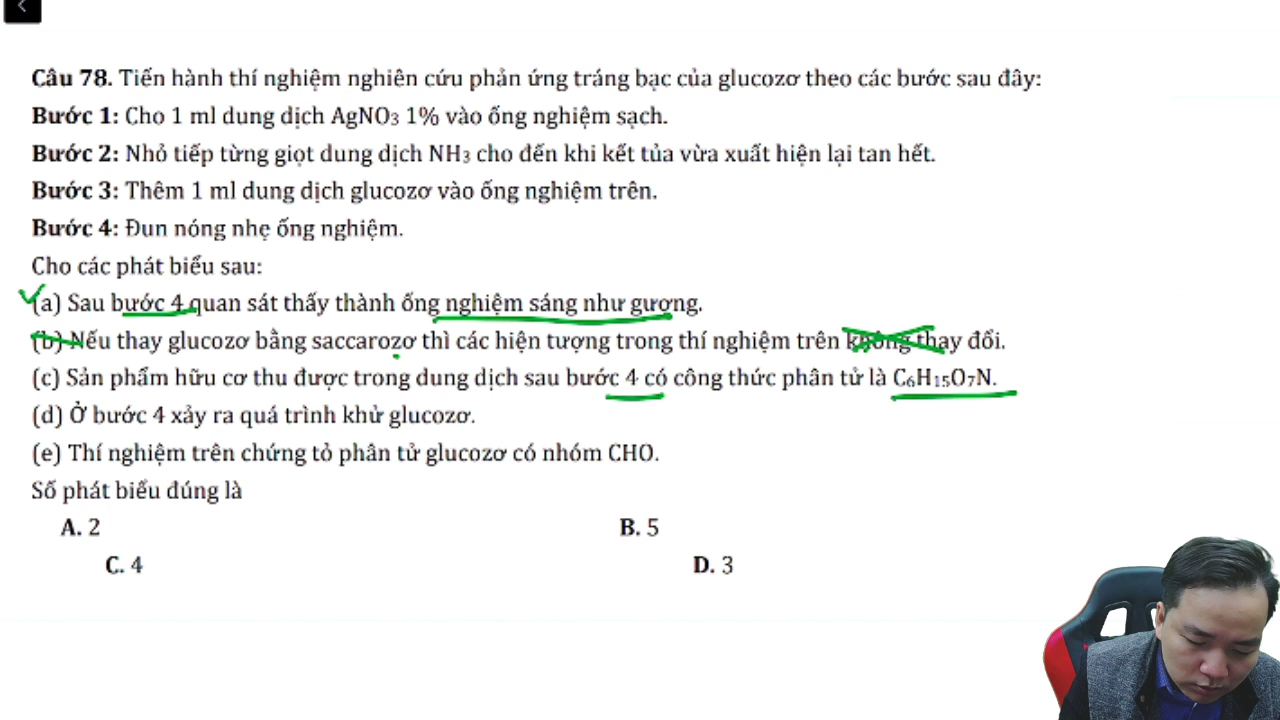 Câu 78. Tiến hành thí nghiệm nghiên cứu phản ứng tráng bạc của glucozơ theo các bước sau đây:
Bước 1: Cho 1 ml dung dịch AgNO₃ 1% vào ống nghiệm sạch.
Bước 2: Nhỏ tiếp từng giọt dung dịch NH₃ cho đến khi kết tủa vừa xuất hiện lại tan hết.
Bước 3: Thêm 1 ml dung dịch glucozơ vào ống nghiệm trên.
Bước 4: Đun nóng nhẹ ống nghiệm.
Cho các phát biểu sau:
(a) Sau bước 4 quan sát thấy thành ống nghiệm sáng như gương.
(b) Nếu thay glucozơ bằng saccarozơ thì các hiện tượng trong thí nghiệm trên không thay đổi.
(c) Sản phẩm hữu cơ thu được trong dung dịch sau bước 4 có công thức phân tử là C₆H₁₅O₇N.
(d) Ở bước 4 xảy ra quá trình khử glucozơ.
(e) Thí nghiệm trên chứng tỏ phân tử glucozơ có nhóm CHO.
Số phát biểu đúng là
A. 2 B. 5
C. 4 D. 3